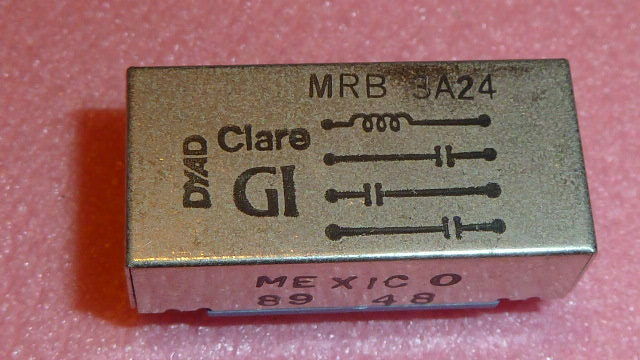 MRB 3A24
DYAD
Clare
GI
MEXICO
89 48